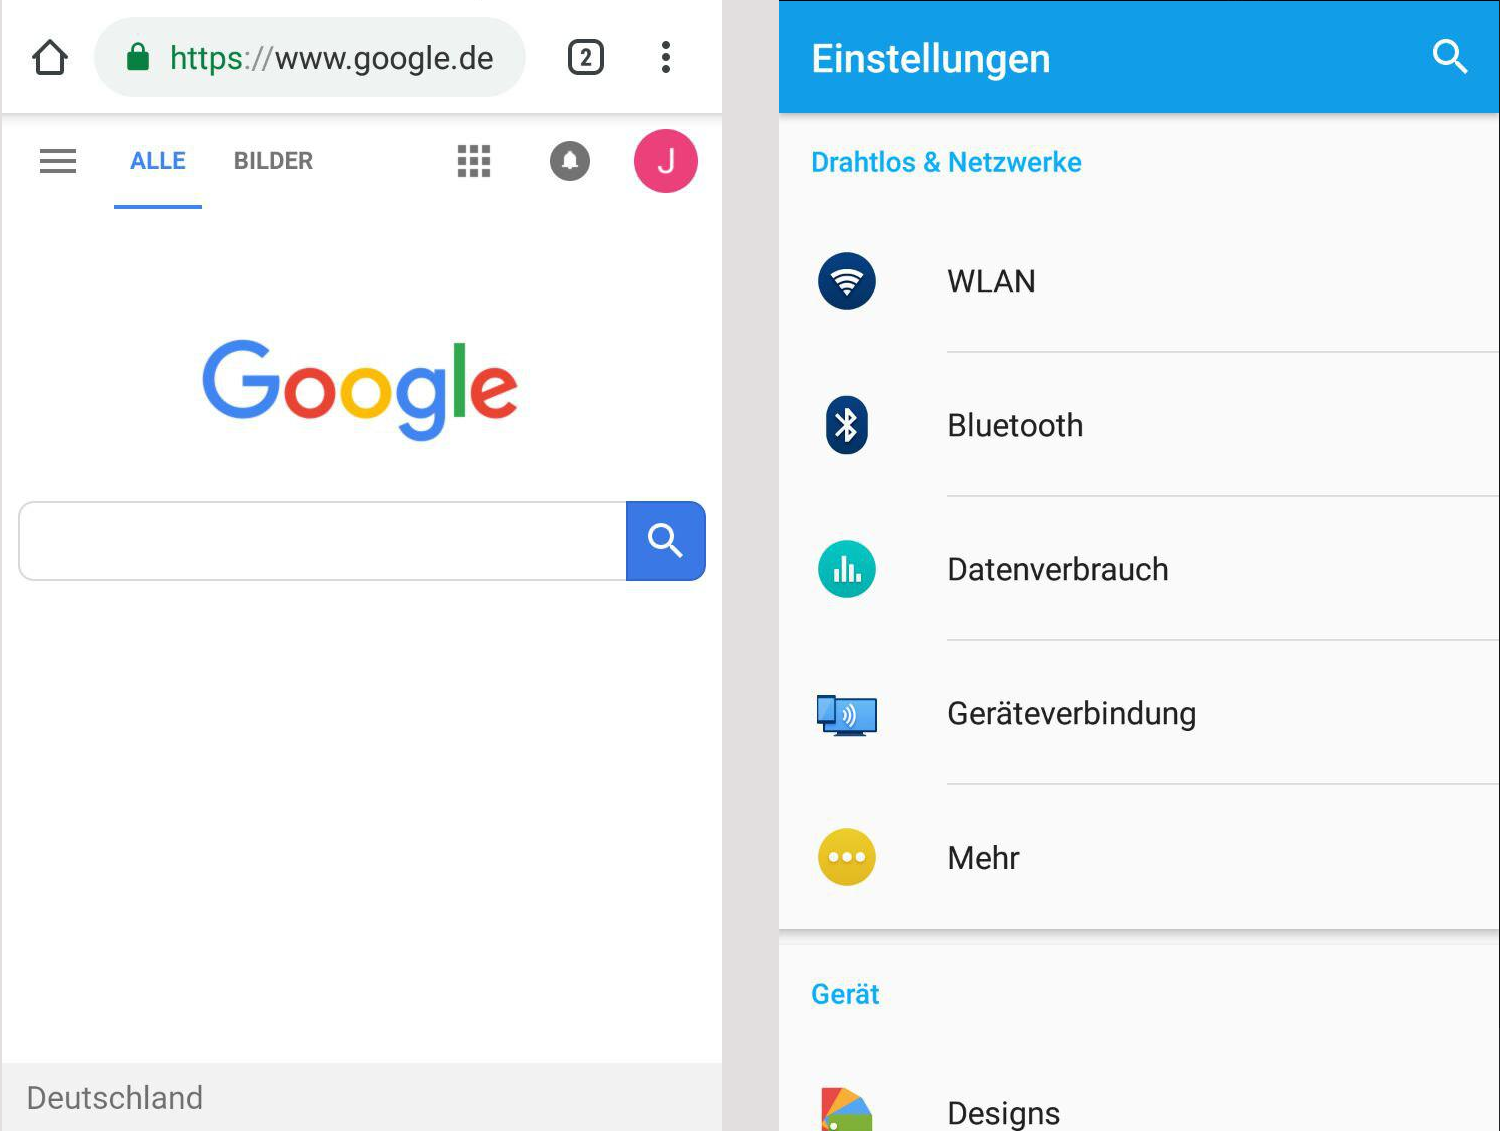 https://www.google.de
2
ALLE
BILDER
J
Google
Deutschland
Einstellungen
Drahtlos & Netzwerke
WLAN
Bluetooth
Datenverbrauch
Geräteverbindung
Mehr
Gerät
Designs